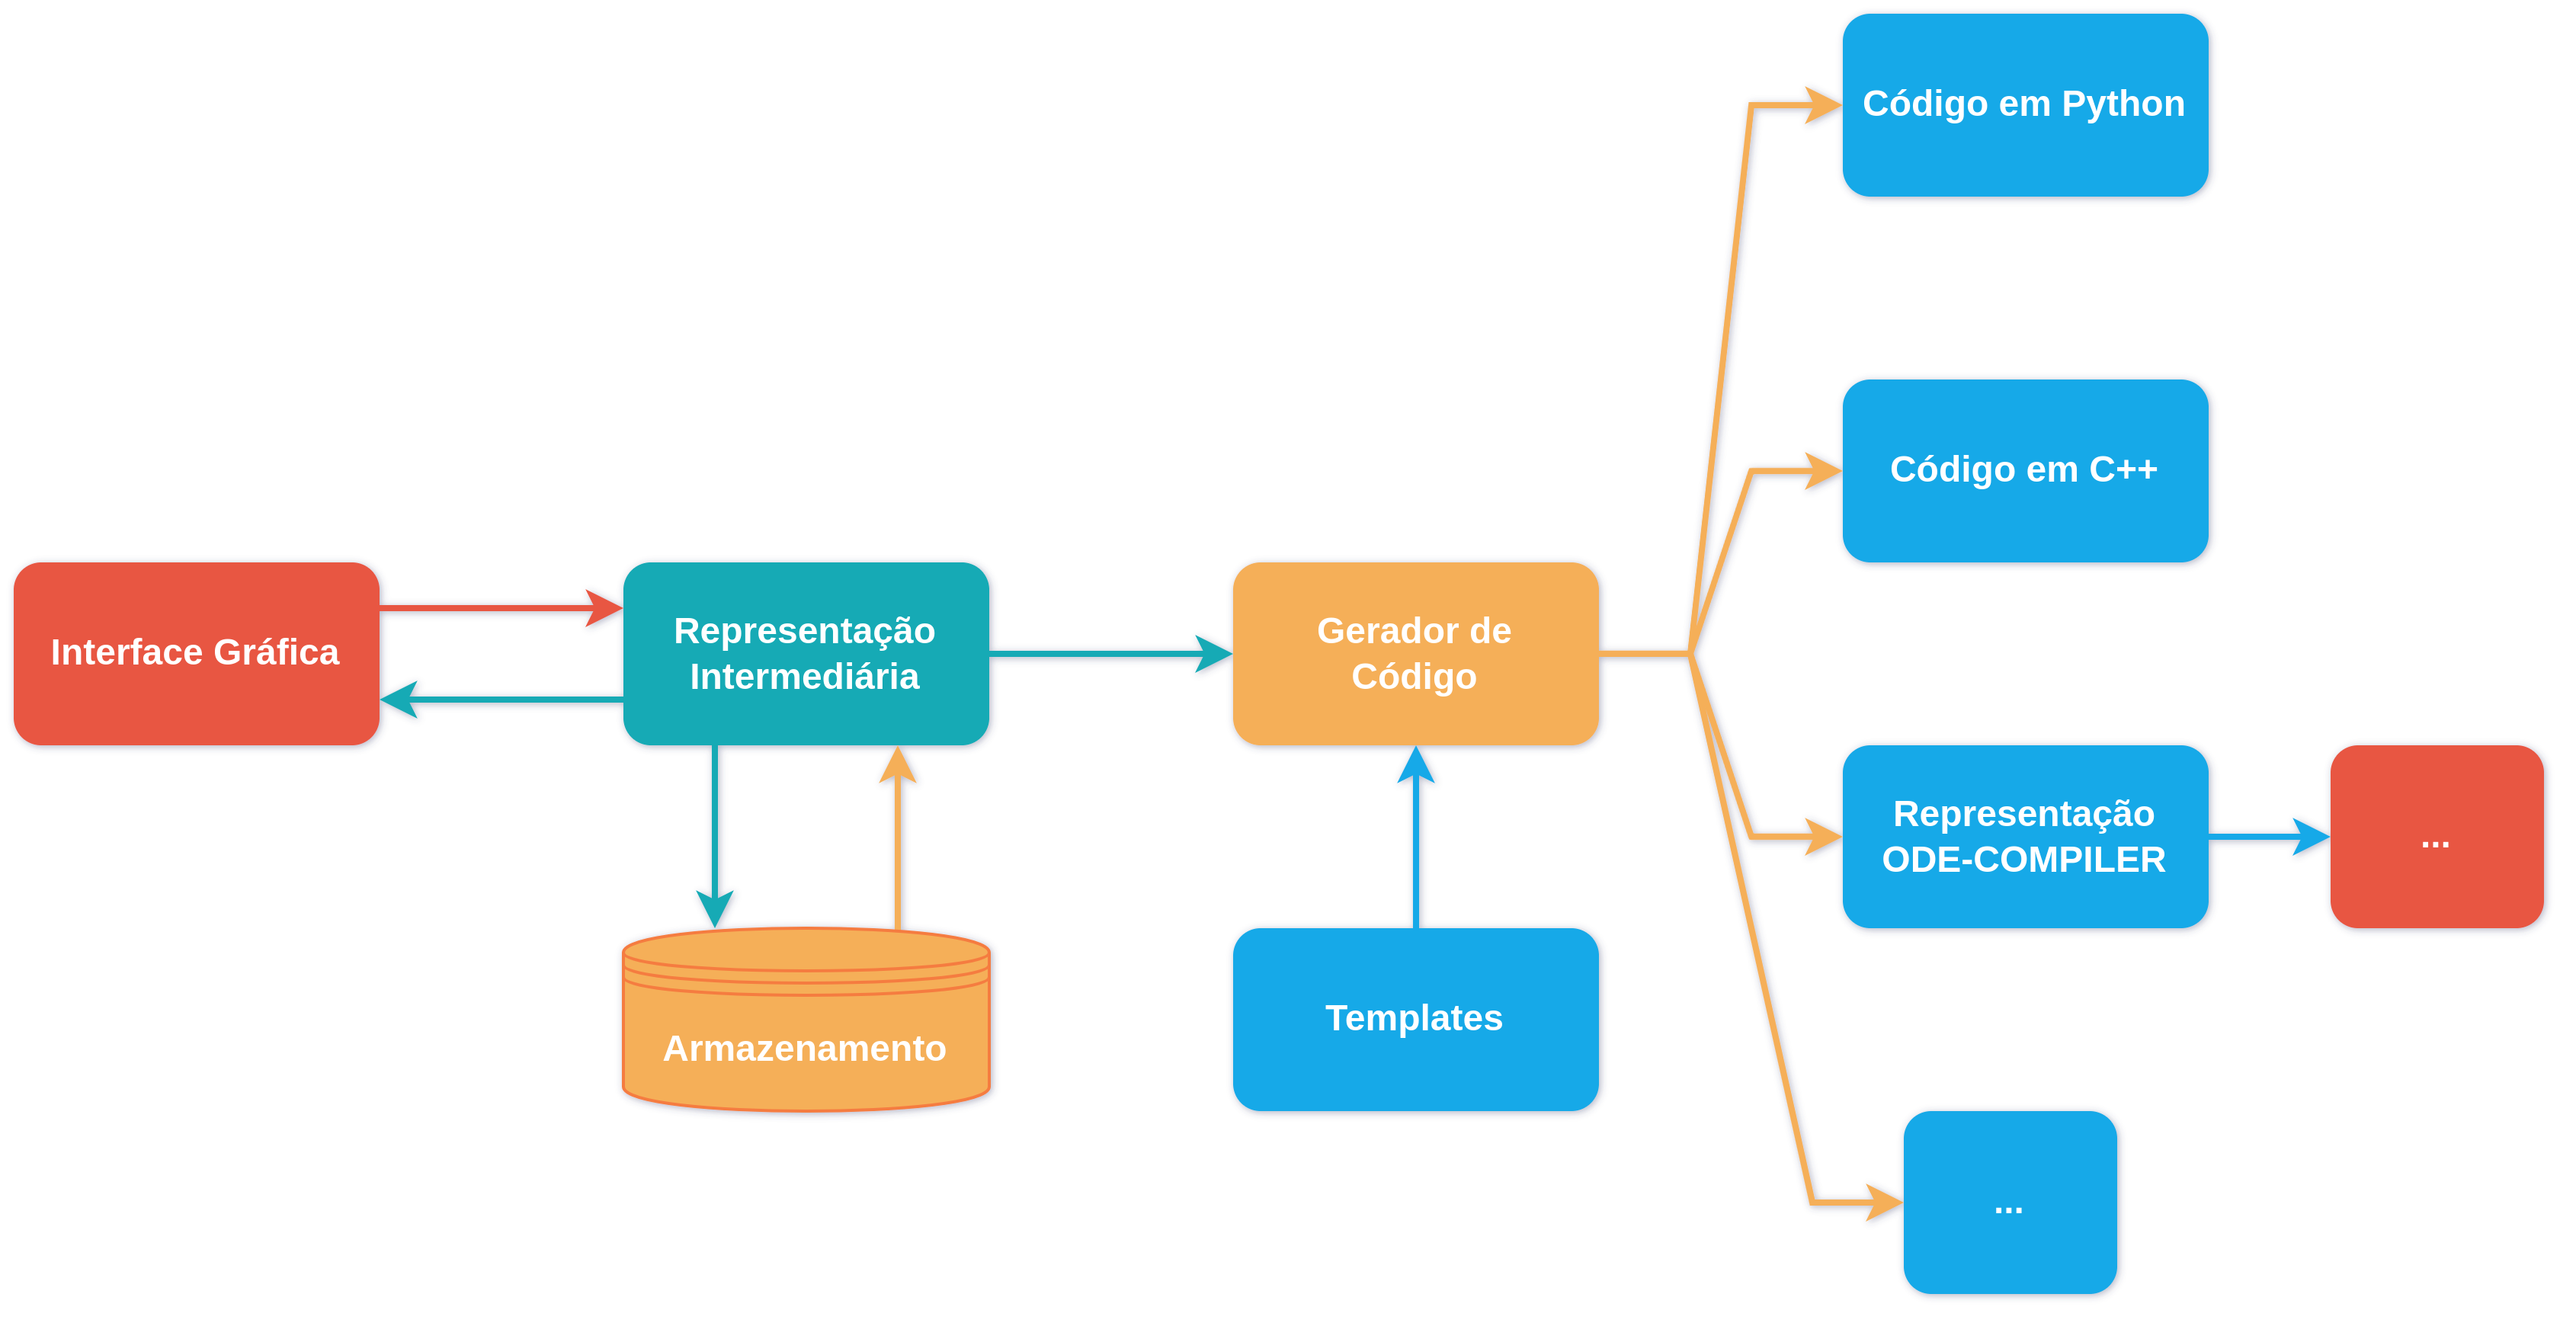 Código em Python
Código em C++
Interface Gráfica
Representação
Intermediária
Gerador de
Código
Representação
ODE-COMPILER
...
Armazenamento
Templates
...